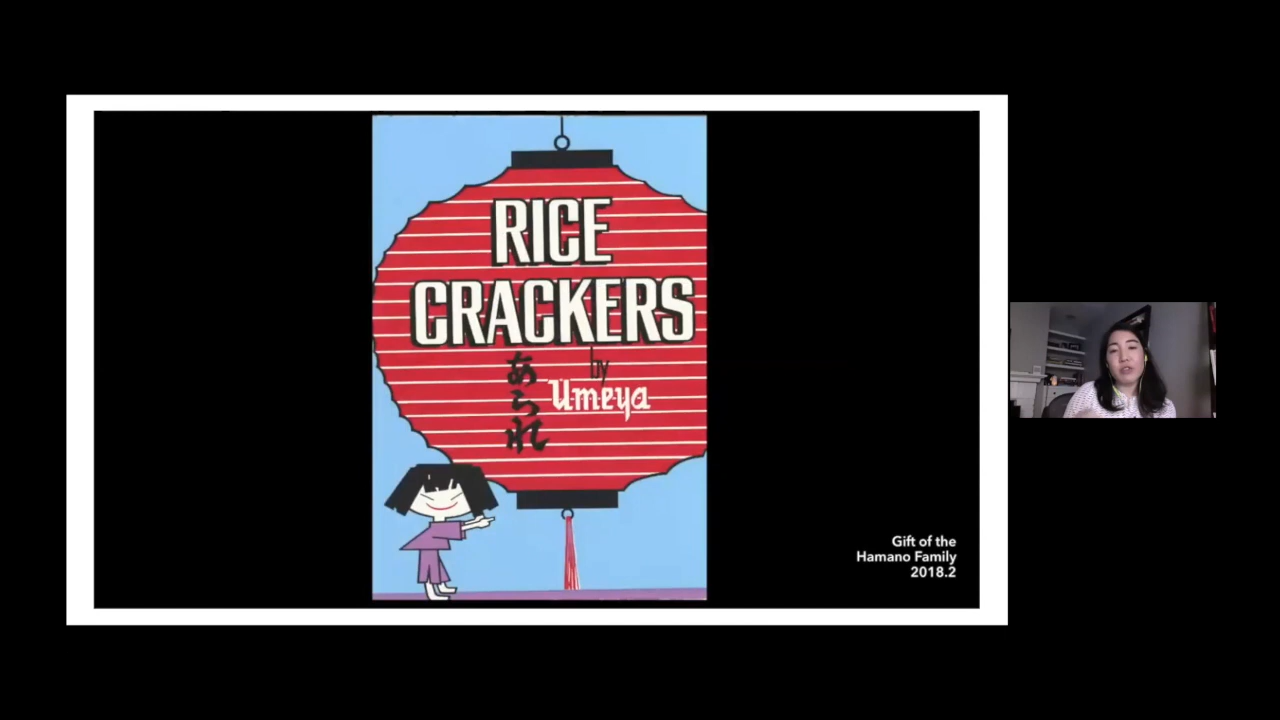 RICE
CRACKERS
by
Umeya
あられ
Gift of the
Hamano Family
2018.2